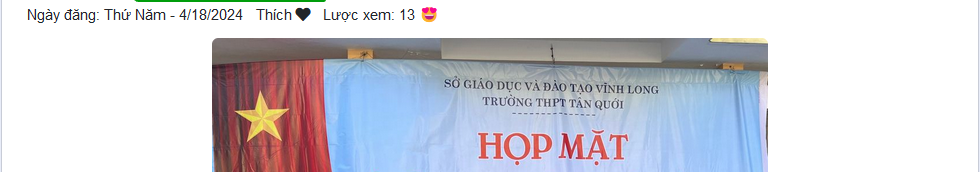 Ngày đăng: Thứ Năm - 4/18/2024 Thích🖤 Lược xem: 13 😍
SỞ GIÁO DỤC VÀ ĐÀO TẠO VĨNH LONG
TRƯỜNG THPT TÂN QUỚI
HỌP MẶT